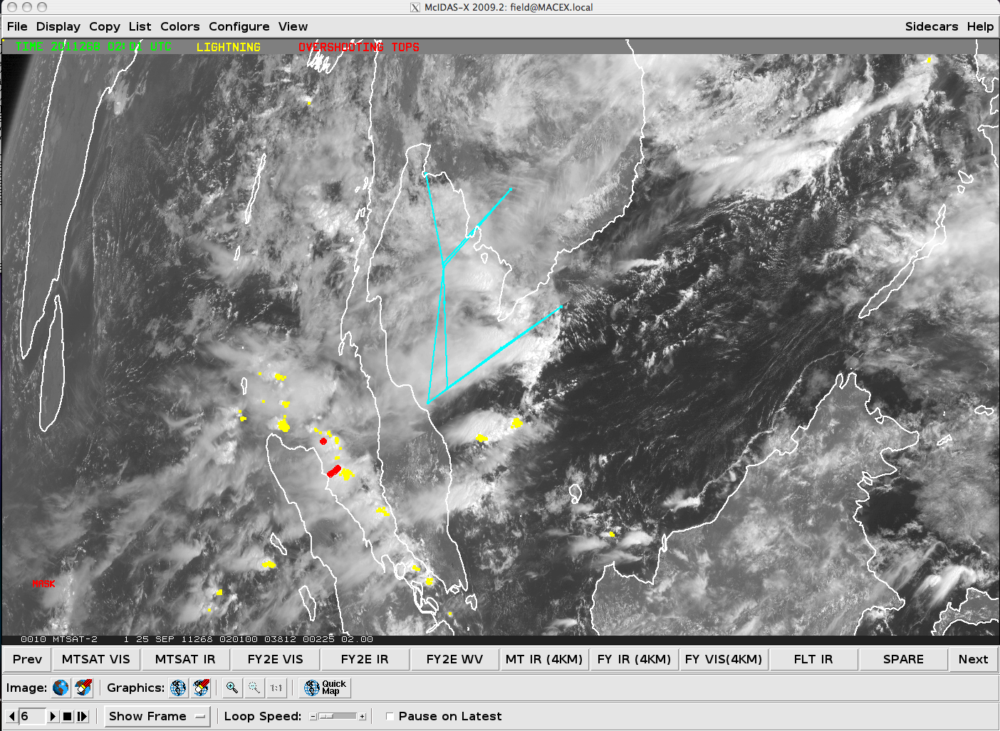 McIDAS-X 2009.2: field@MACEX.local
File Display Copy List Colors Configure View Sidecars Help
TIME 2011268 02:01 UTC LIGHTNING OVERSHOOTING TOPS
MASK
0010 MTSAT-2 1 25 SEP 11268 020100 03812 00225 02.00
Prev MTSAT VIS MTSAT IR FY2E VIS FY2E IR FY2E WV MT IR (4KM) FY IR (4KM) FY VIS(4KM) FLT IR SPARE Next
Image: Graphics: 1:1 Quick
Map
6 Show Frame Loop Speed: - + Pause on Latest